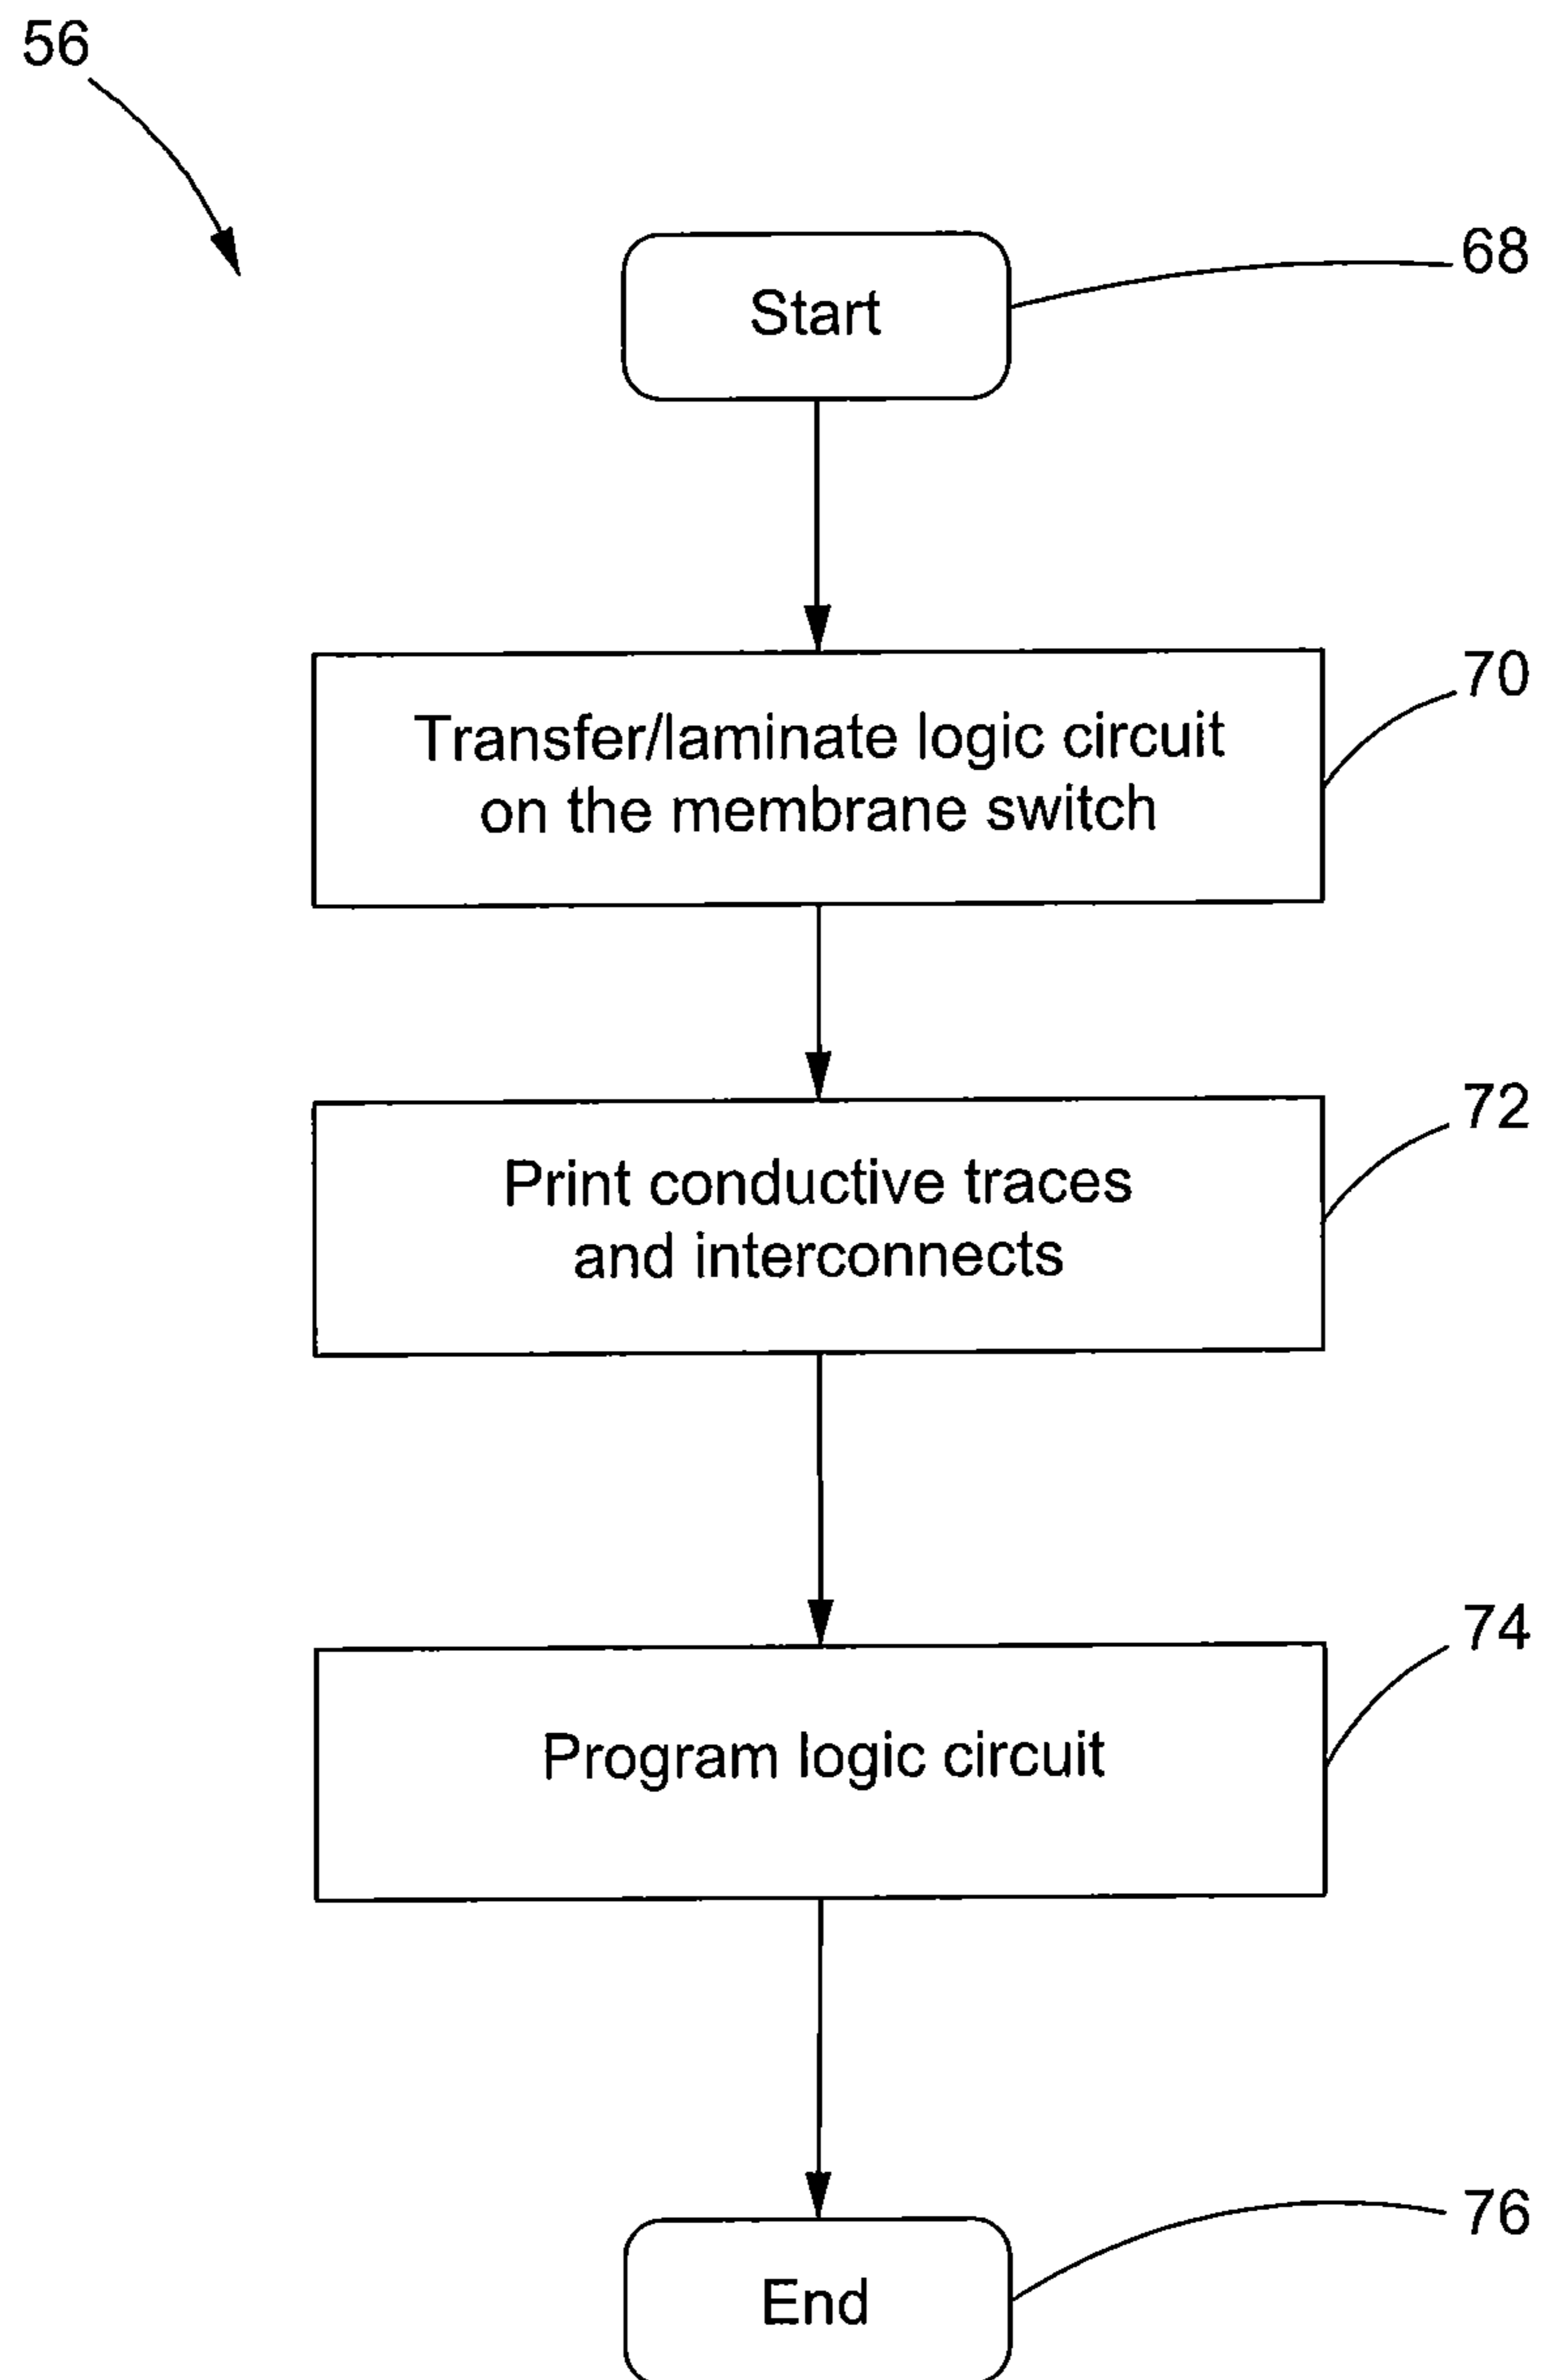 56
Start
68
Transfer/laminate logic circuit
on the membrane switch
70
Print conductive traces
and interconnects
72
Program logic circuit
74
End
76